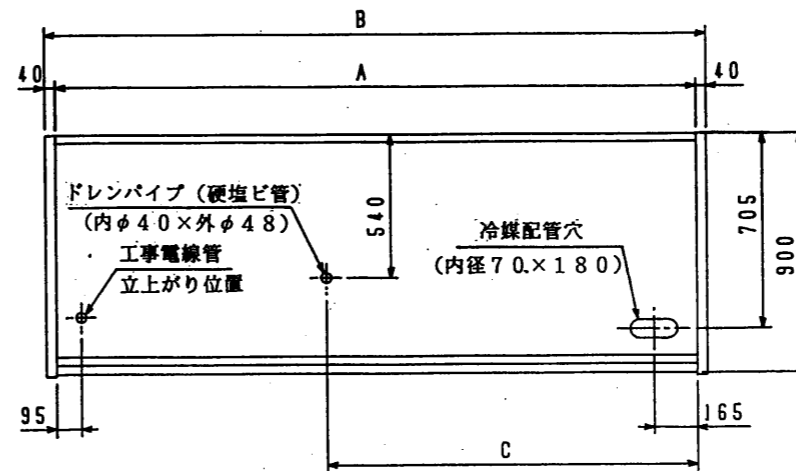 B
40
A
40
ドレンパイプ（硬塩ビ管）
（内φ４０×外φ４８）
540
冷媒配管穴
（内径７０×１８０）
705
900
工事電線管
立上がり位置
95
165
C